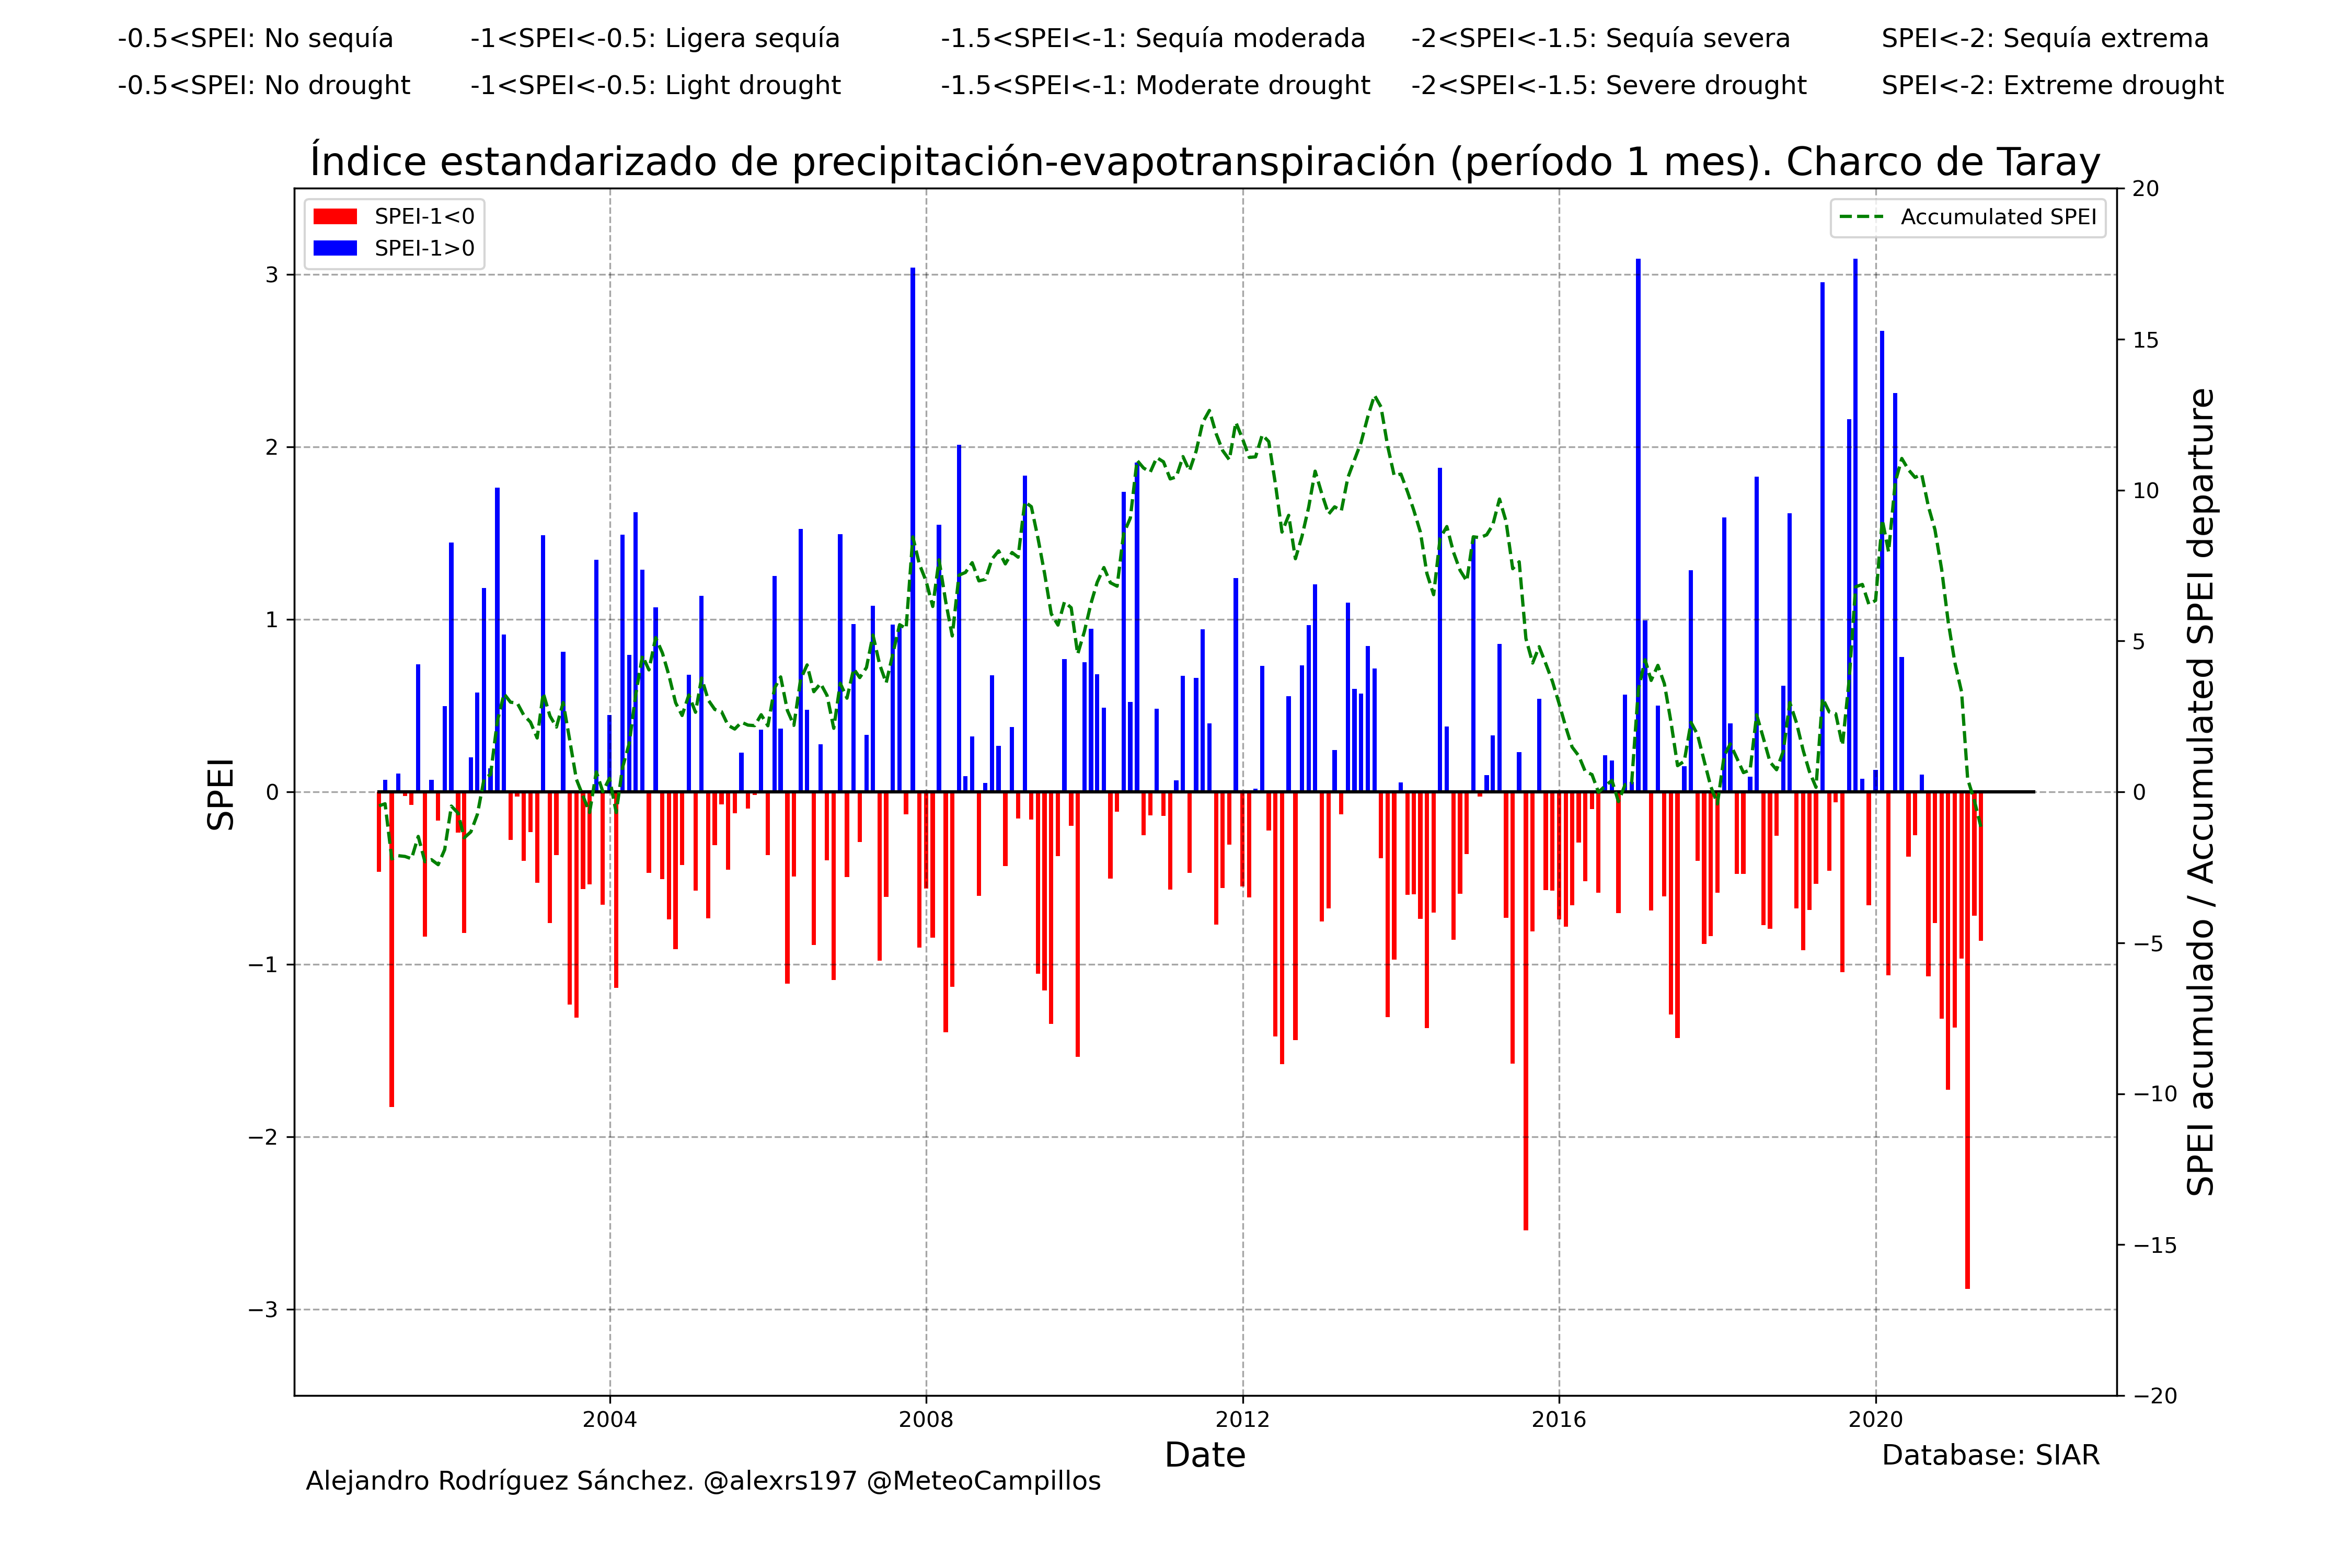 -0.5<SPEI: No sequía -1<SPEI<-0.5: Ligera sequía -1.5<SPEI<-1: Sequía moderada -2<SPEI<-1.5: Sequía severa SPEI<-2: Sequía extrema
-0.5<SPEI: No drought -1<SPEI<-0.5: Light drought -1.5<SPEI<-1: Moderate drought -2<SPEI<-1.5: Severe drought SPEI<-2: Extreme drought
Índice estandarizado de precipitación-evapotranspiración (período 1 mes). Charco de Taray
SPEI-1<0
SPEI-1>0
Accumulated SPEI
SPEI
3
2
1
0
−1
−2
−3
20
15
10
5
0
−5
−10
−15
−20
SPEI acumulado / Accumulated SPEI departure
2004 2008 2012 2016 2020
Date
Database: SIAR
Alejandro Rodríguez Sánchez. @alexrs197 @MeteoCampillos